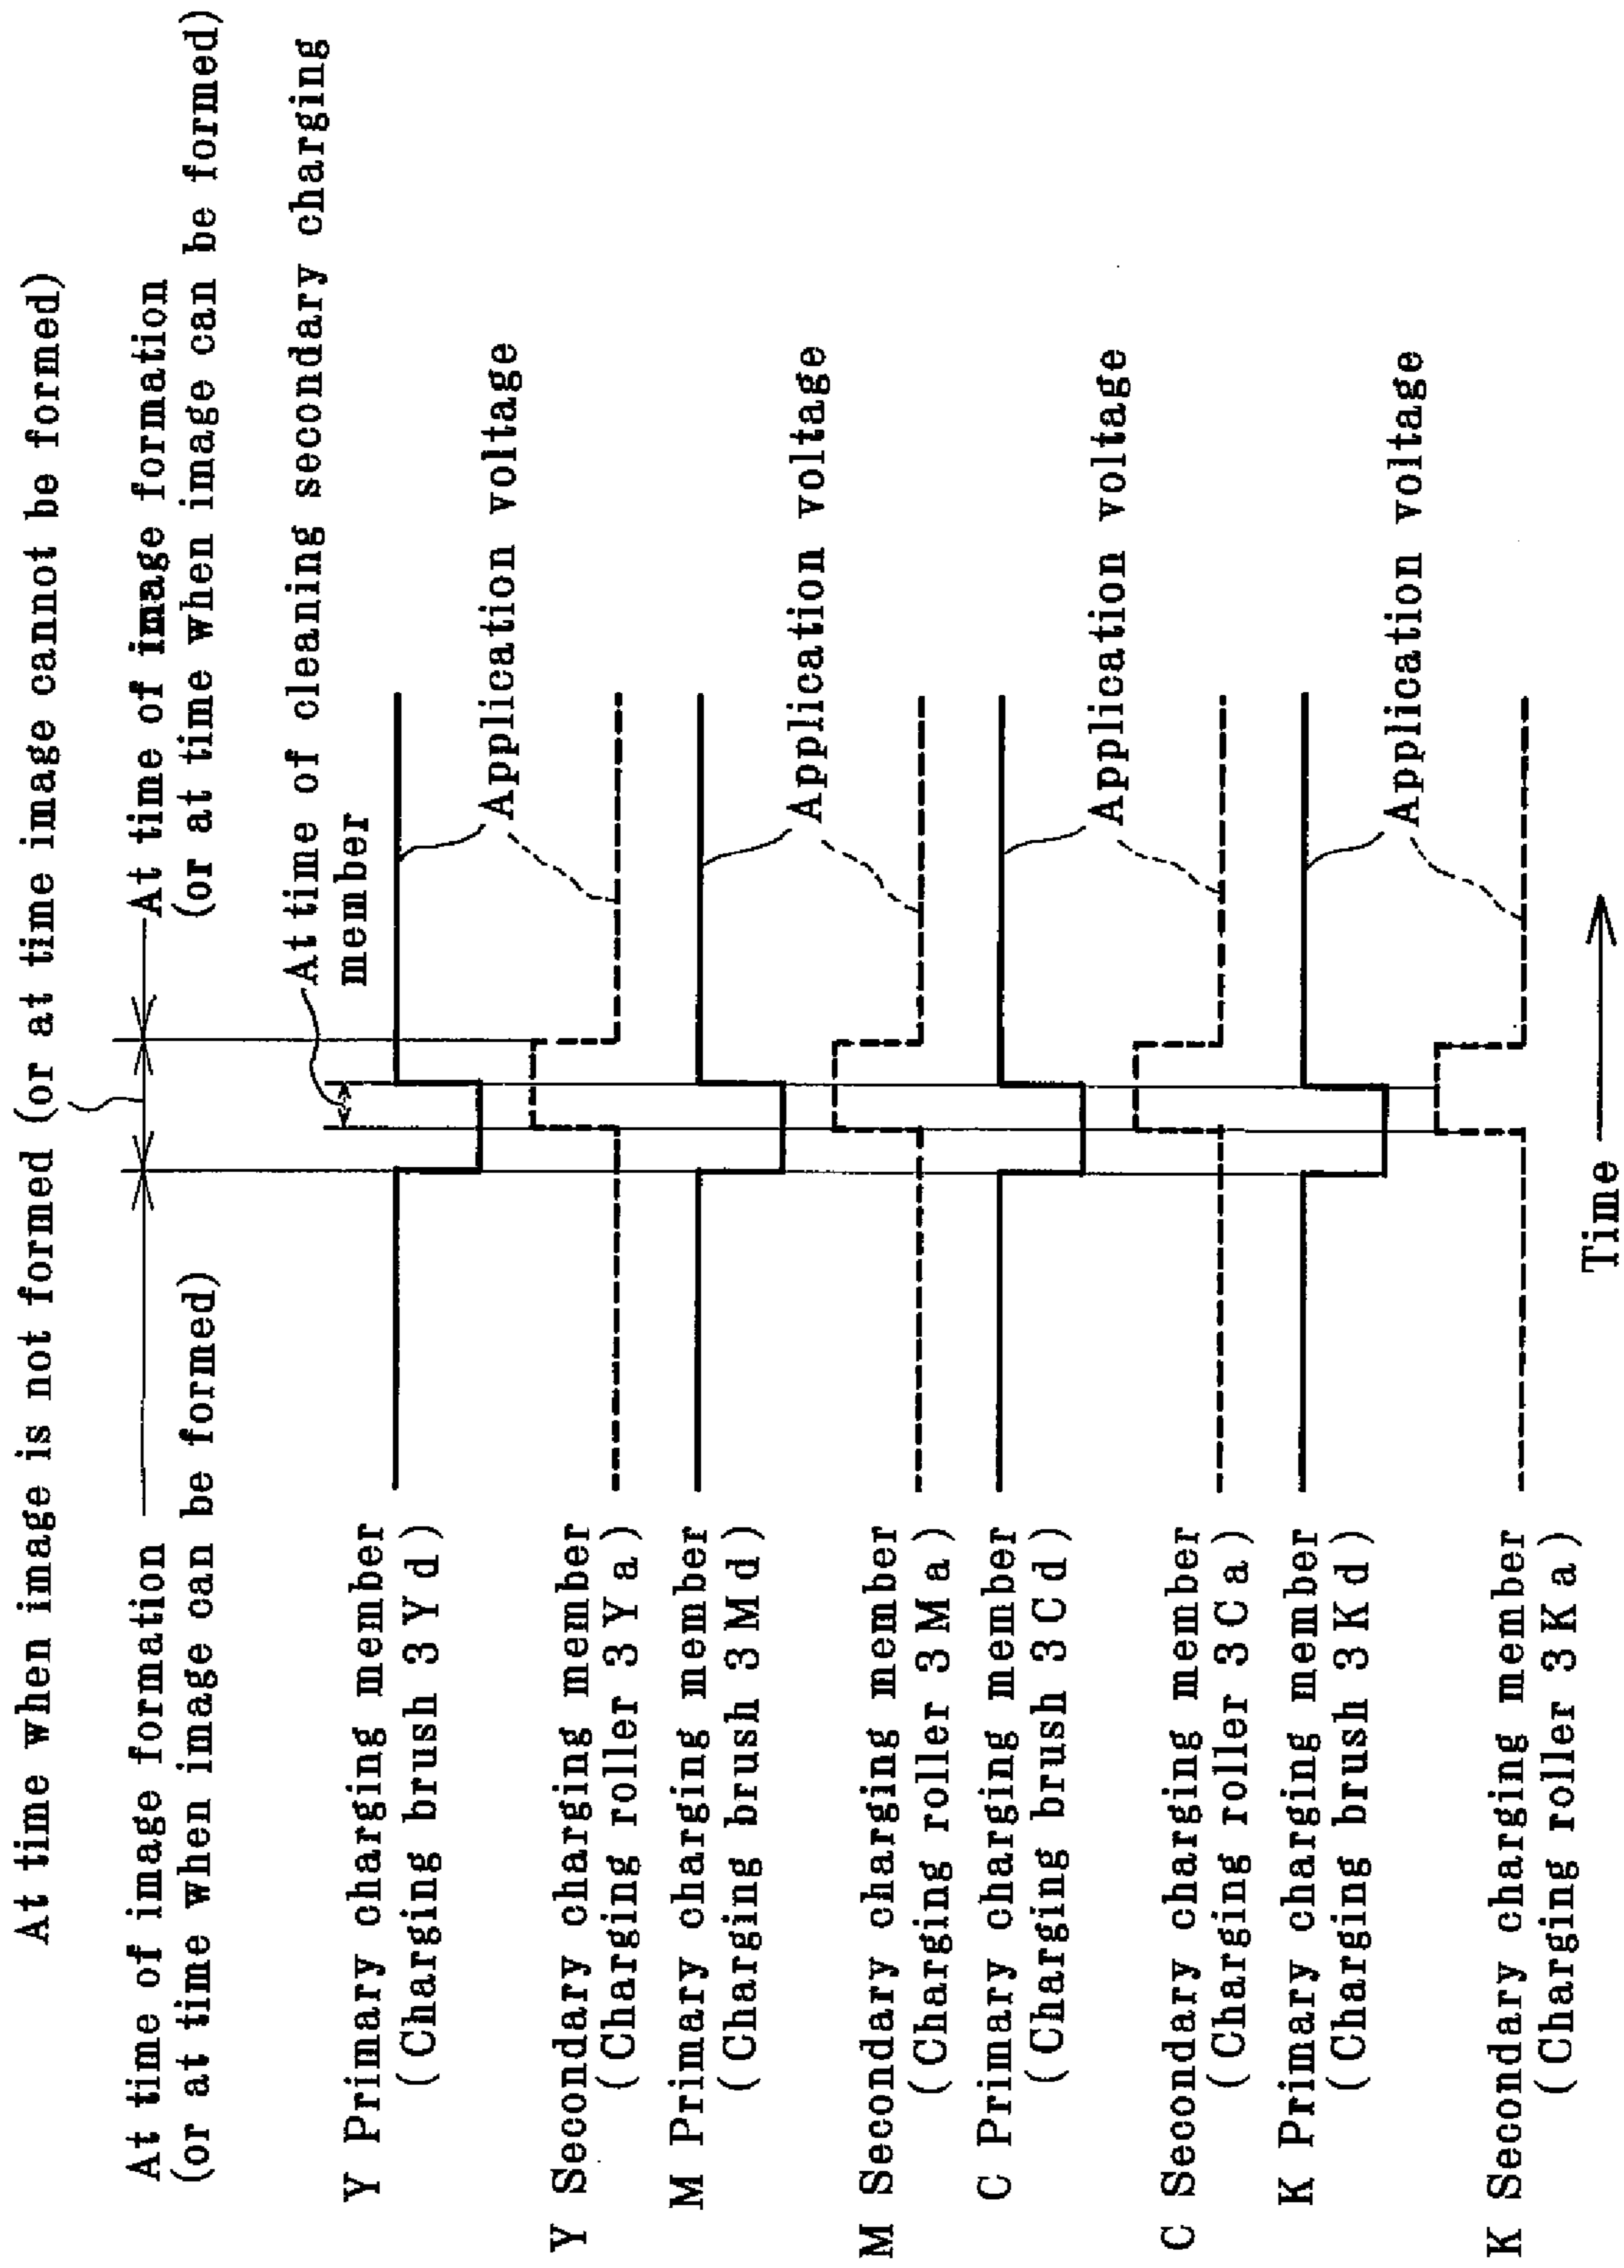 At time when image is not formed (or at time image cannot be formed)
At time of image formation
(or at time when image can be formed)
At time of image formation
(or at time when image can be formed)
At time of cleaning secondary charging
member
Y Primary charging member
(Charging brush 3Yd)
Application voltage
Y Secondary charging member
(Charging roller 3Ya)
M Primary charging member
(Charging brush 3Md)
Application voltage
M Secondary charging member
(Charging roller 3Ma)
C Primary charging member
(Charging brush 3Cd)
Application voltage
C Secondary charging member
(Charging roller 3Ca)
K Primary charging member
(Charging brush 3Kd)
Application voltage
K Secondary charging member
(Charging roller 3Ka)
Time